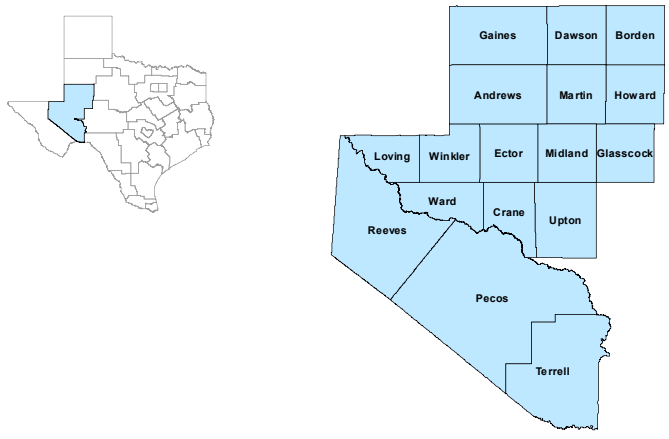 Gaines Dawson Borden
Andrews Martin Howard
Loving Winkler Ector Midland Glasscock
Ward Crane Upton
Reeves
Pecos
Terrell